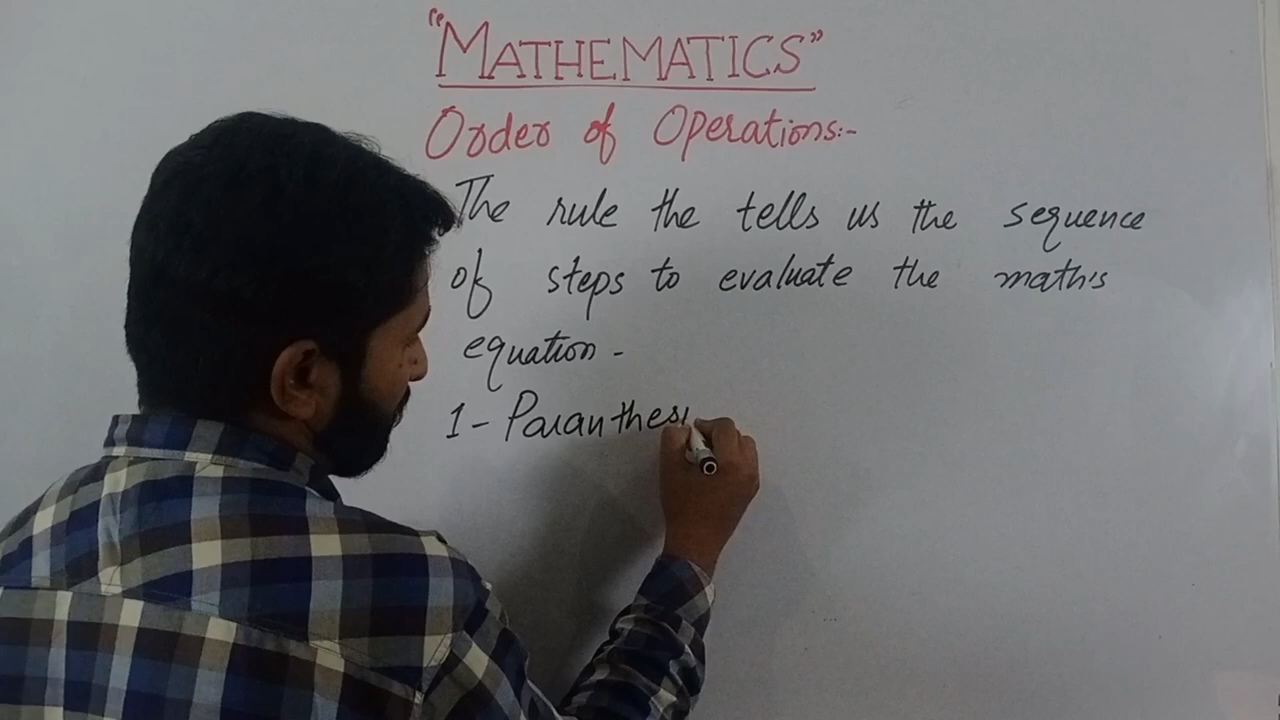 "MATHEMATICS"
Order of Operations:-
The rule the tells us the sequence
of steps to evaluate the math's
equation -
1- Paranthesi